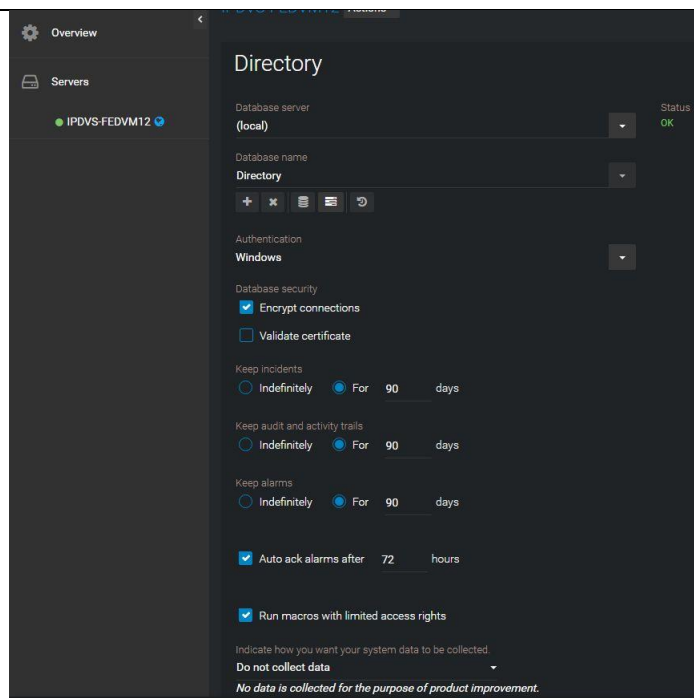 Overview
Servers
IPDVS-FEDVM12
Directory
Database server
(local)
Status
OK
Database name
Directory
Authentication
Windows
Database security
Encrypt connections
Validate certificate
Keep incidents
Indefinitely For 90 days
Keep audit and activity trails
Indefinitely For 90 days
Keep alarms
Indefinitely For 90 days
Auto ack alarms after 72 hours
Run macros with limited access rights
Indicate how you want your system data to be collected.
Do not collect data
No data is collected for the purpose of product improvement.